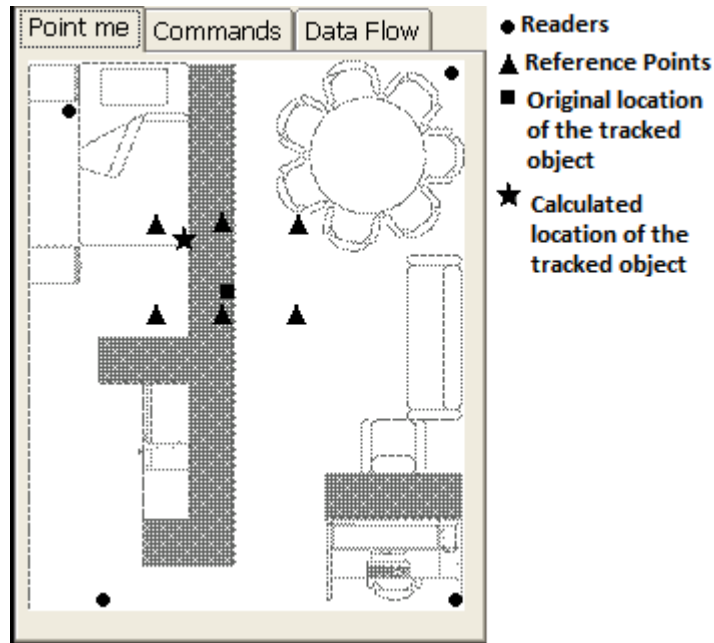 Point me
Commands
Data Flow
Readers
Reference Points
Original location
of the tracked
object
Calculated
location of the
tracked object